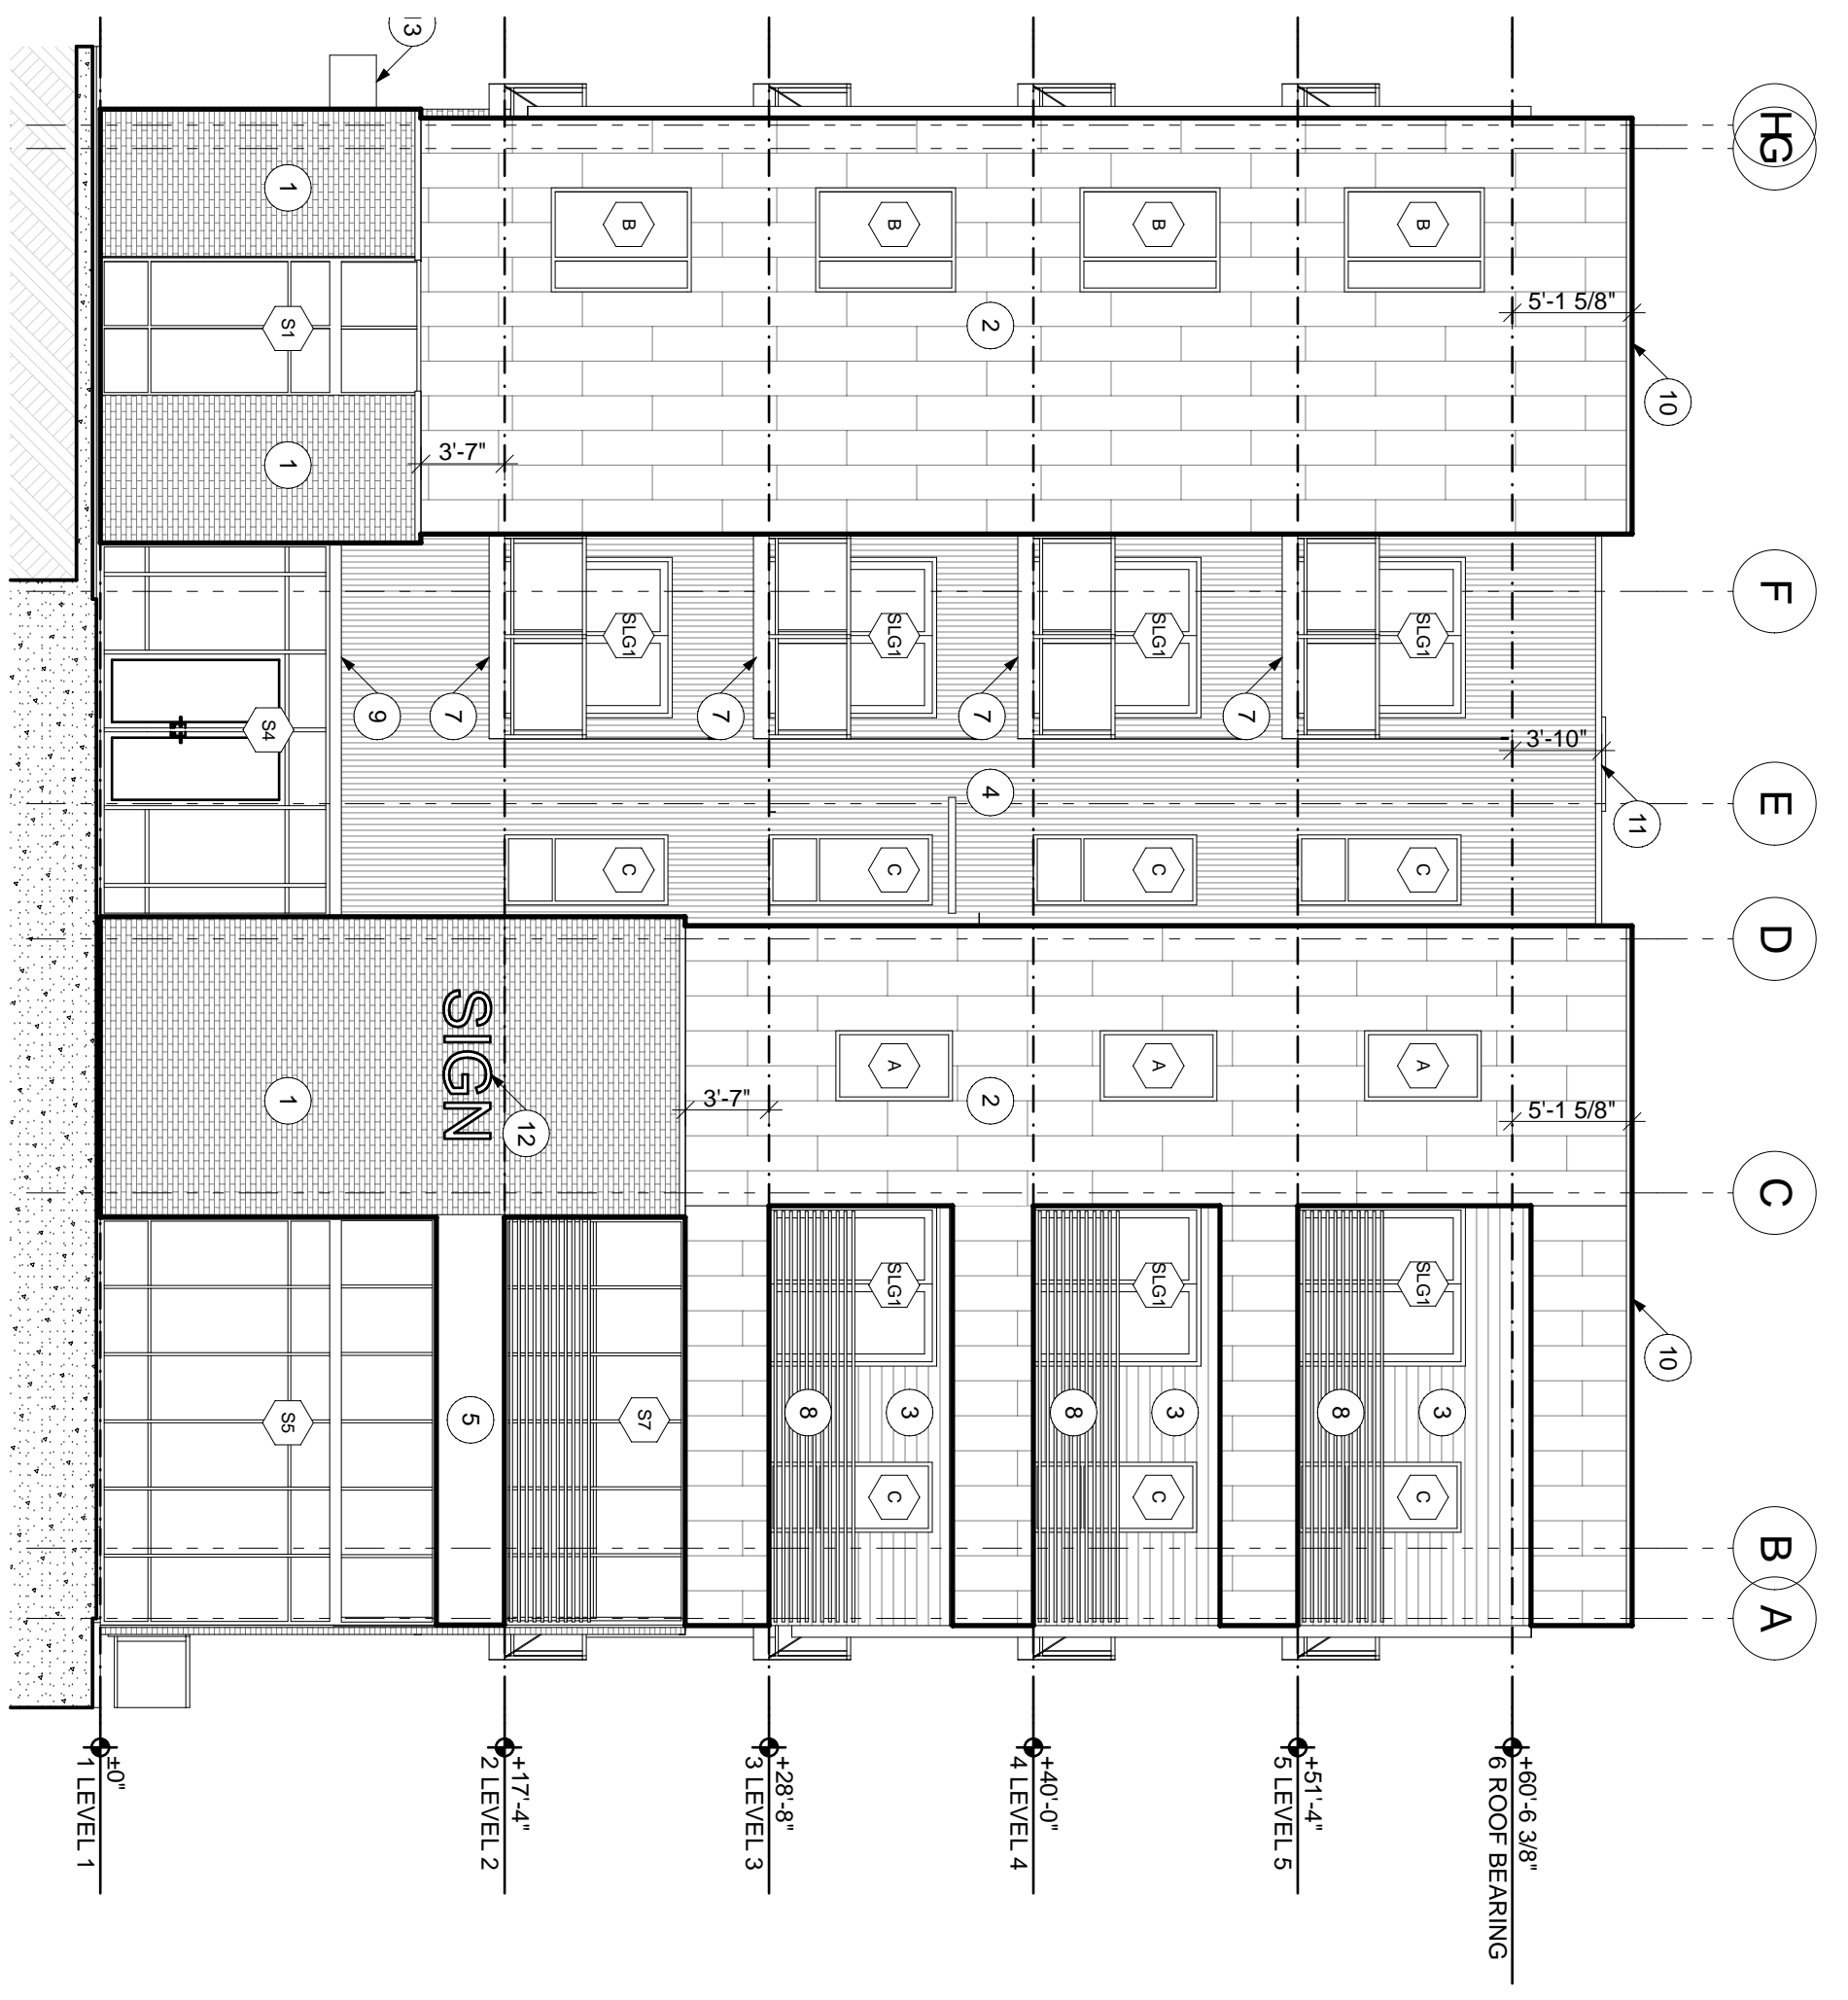 H
G
F
E
D
C
B
A
10
10
11
5'-1 5/8"
3'-10"
5'-1 5/8"
+60'-6 3/8"
6 ROOF BEARING
B
SLG1
C
A
SLG1
3
C
8
+51'-4"
5 LEVEL 5
7
B
SLG1
C
A
SLG1
3
C
8
+40'-0"
4 LEVEL 4
2
7
4
2
B
SLG1
C
A
SLG1
3
C
8
+28'-8"
3 LEVEL 3
7
3'-7"
B
SLG1
C
S7
12
+17'-4"
2 LEVEL 2
3'-7"
7
SIGN
5
13
9
1
S1
1
S4
1
S5
±0"
1 LEVEL 1